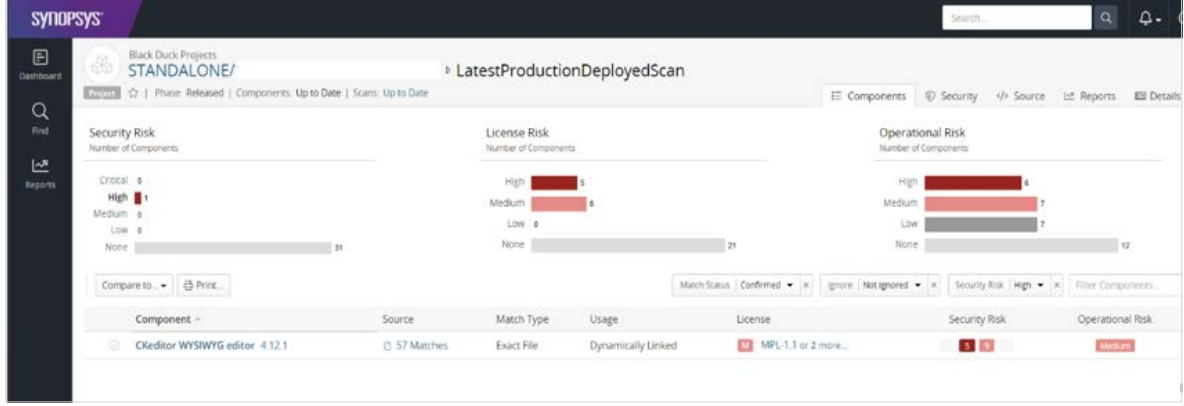 SYNOPSYS®
Search...
Dashboard
Find
Reports
Black Duck Projects
STANDALONE/ LatestProductionDeployedScan
Project | Phase: Released | Components: Up to Date | Scans: Up to Date
Components Security </> Source Reports Details
Security Risk
Number of Components
Critical 0
High 1
Medium 0
Low 0
None 31
License Risk
Number of Components
High 5
Medium 6
Low 0
None 21
Operational Risk
Number of Components
High 6
Medium 7
Low 7
None 12
Compare to... Print...
Match Status Confirmed × Ignore Not ignored × Security Risk High × Filter Components...
Component Source Match Type Usage License Security Risk Operational Risk
CKeditor WYSIWYG editor 4.12.1 57 Matches Exact File Dynamically Linked M MPL-1.1 or 2 more... 5 9 Medium